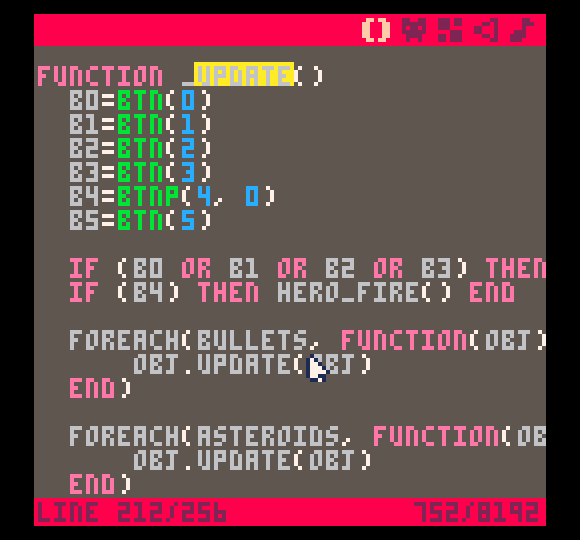 ()
FUNCTION _UPDATE()
B0=BTN(0)
B1=BTN(1)
B2=BTN(2)
B3=BTN(3)
B4=BTNP(4, 0)
B5=BTN(5)
IF (B0 OR B1 OR B2 OR B3) THEN
IF (B4) THEN HERO_FIRE() END
FOREACH(BULLETS, FUNCTION(OBJ)
OBJ.UPDATE(OBJ)
END)
FOREACH(ASTEROIDS, FUNCTION(OB
OBJ.UPDATE(OBJ)
END)
LINE 212/256 752/8192